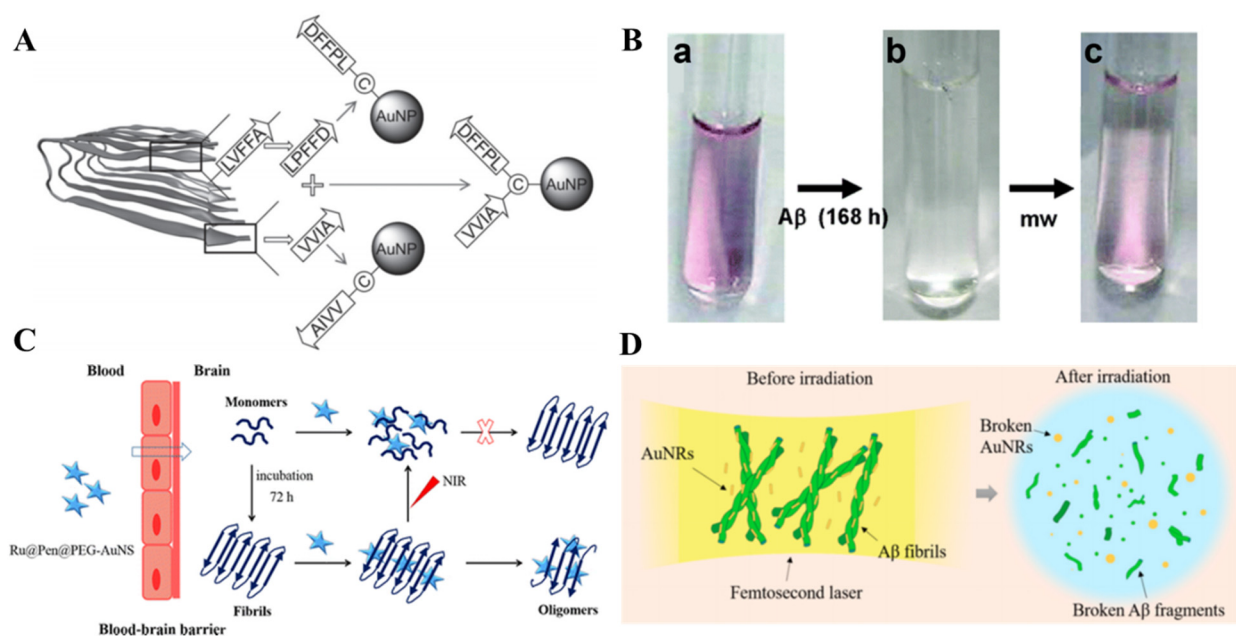 A
DFFPL
C
AuNP
LVFFA
LPFFD
DFFPL
C
AuNP
VVIA
VVIA
AuNP
C
AIVV
B
a
b
c
Aβ (168 h)
mw
C
Blood
Brain
Monomers
incubation
72 h
NIR
Ru@Pen@PEG-AuNS
Fibrils
Oligomers
Blood-brain barrier
D
Before irradiation
After irradiation
AuNRs
Broken
AuNRs
Aβ fibrils
Femtosecond laser
Broken Aβ fragments